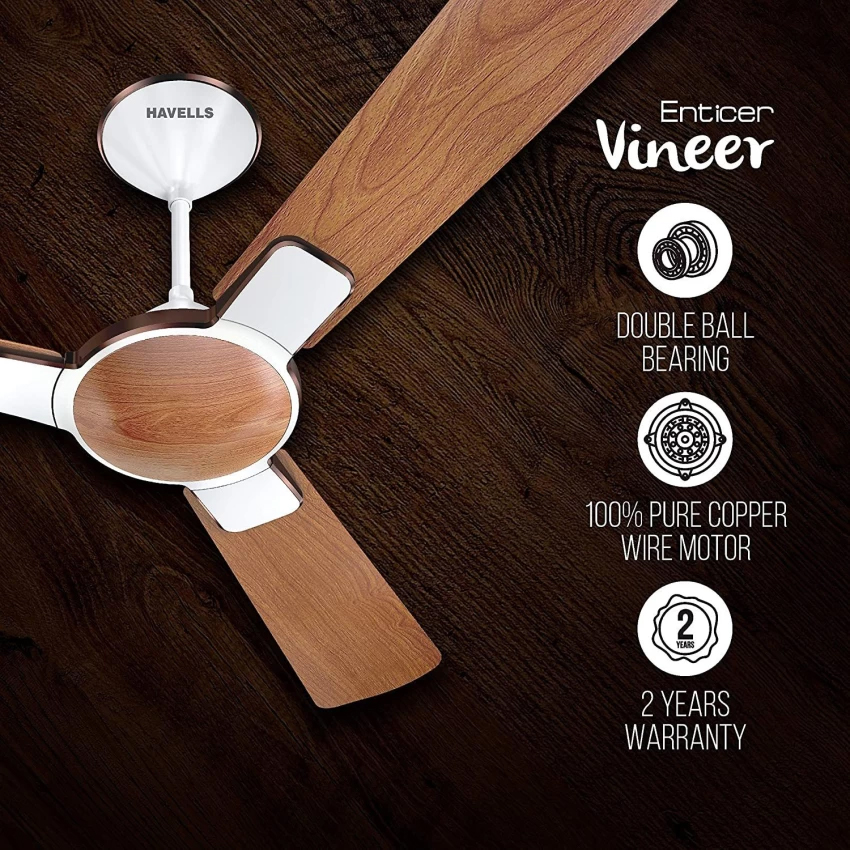 HAVELLS
Enticer
Vineer
DOUBLE BALL
BEARING
100% PURE COPPER
WIRE MOTOR
2
YEARS
2 YEARS
WARRANTY